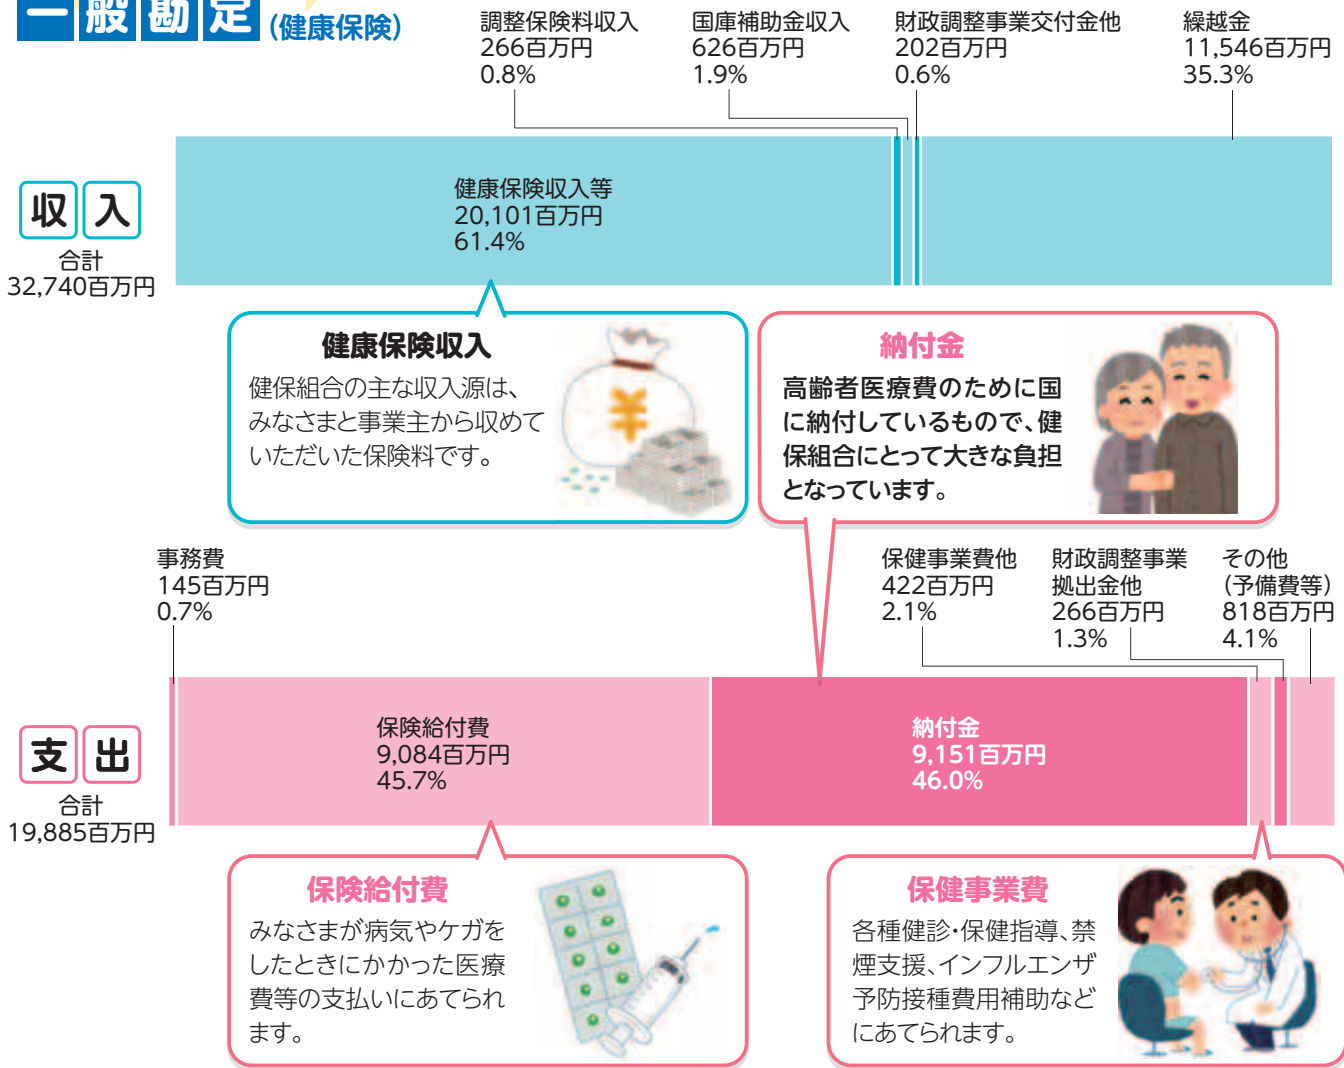 一般勘定(健康保険)
調整保険料収入
266百万円
0.8%
国庫補助金収入
626百万円
1.9%
財政調整事業交付金他
202百万円
0.6%
繰越金
11,546百万円
35.3%
収入
合計
32,740百万円
健康保険収入等
20,101百万円
61.4%
健康保険収入
健保組合の主な収入源は、
みなさまと事業主から収めて
いただいた保険料です。
¥
納付金
高齢者医療費のために国
に納付しているもので、健
保組合にとって大きな負担
となっています。
事務費
145百万円
0.7%
保健事業費他
422百万円
2.1%
財政調整事業
拠出金他
266百万円
1.3%
その他
(予備費等)
818百万円
4.1%
支出
合計
19,885百万円
保険給付費
9,084百万円
45.7%
納付金
9,151百万円
46.0%
保険給付費
みなさまが病気やケガを
したときにかかった医療
費等の支払いにあてられ
ます。
保健事業費
各種健診・保健指導、禁
煙支援、インフルエンザ
予防接種費用補助など
にあてられます。